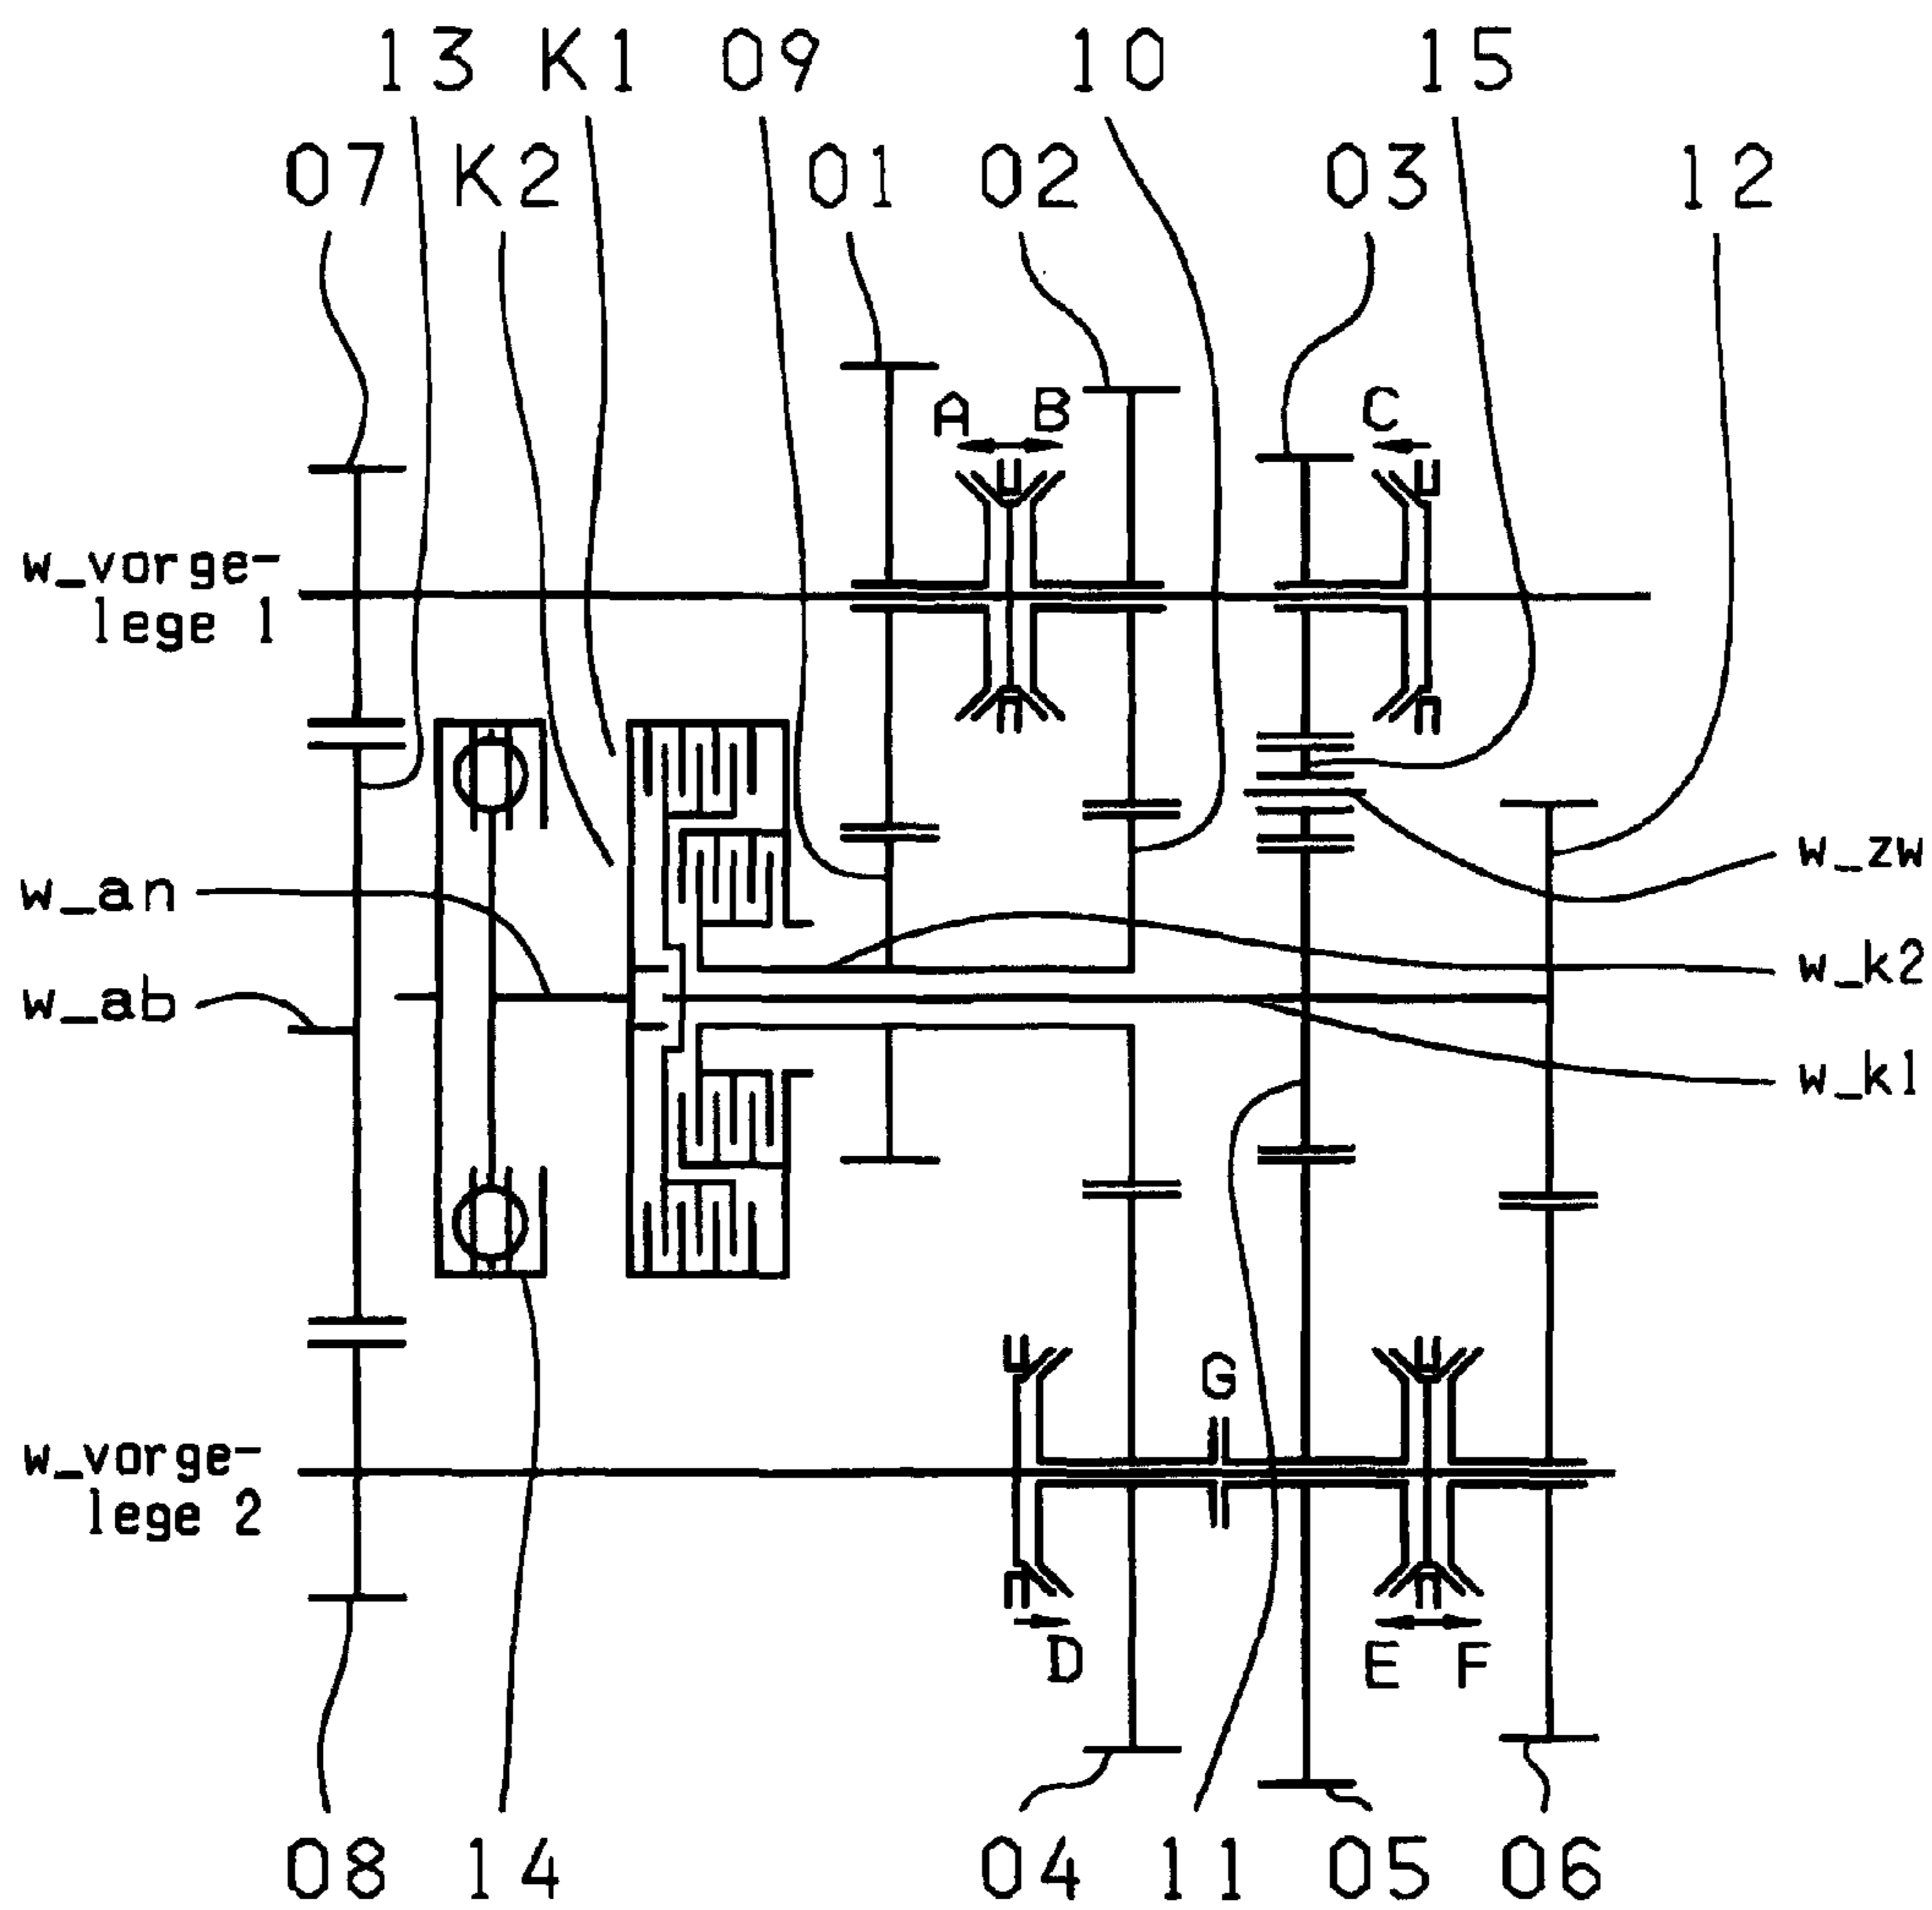 13 K1 09 10 15
07 K2 01 02 03 12
A B C
w_vorge-
lege 1
w_zw
w_an
w_k2
w_ab
w_k1
G
w_vorge-
lege 2
D E F
08 14 04 11 05 06